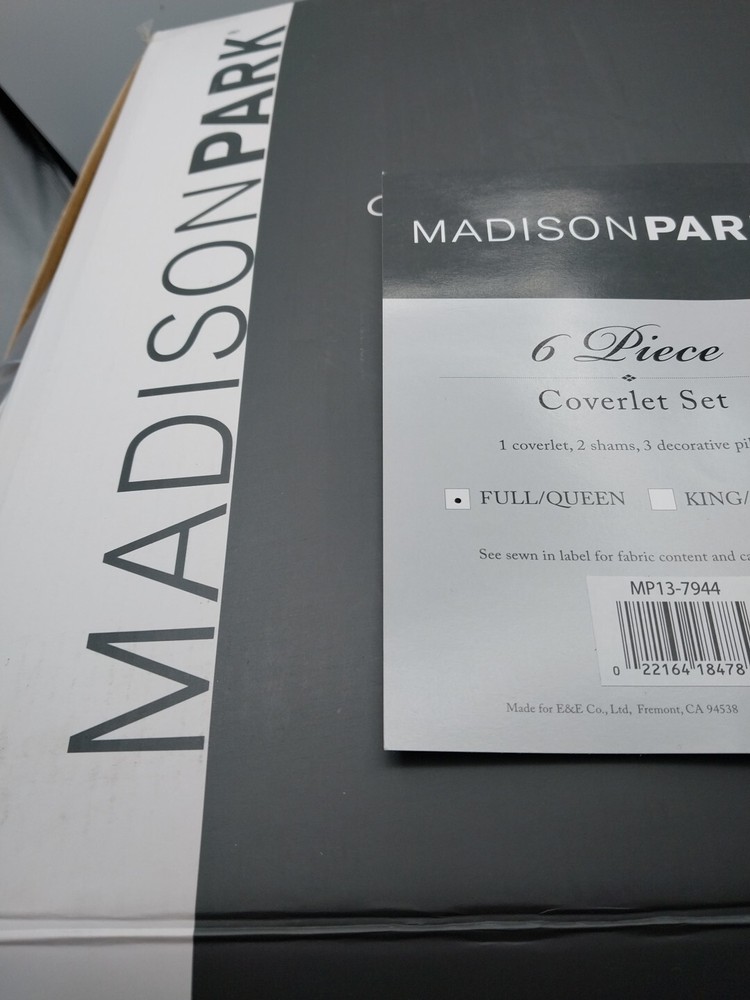 MADISONPARK
MADISONPAR
6 Piece
Coverlet Set
1 coverlet, 2 shams, 3 decorative
FULL/QUEEN KING/
See sewn in label for fabric content and
MP13-7944
0 22164 18478
Made for E&E Co., Ltd, Fremont, CA 94538